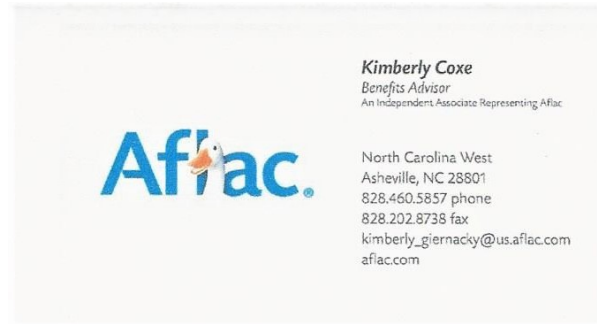 Kimberly Coxe
Benefits Advisor
An Independent Associate Representing Aflac
Aflac®
North Carolina West
Asheville, NC 28801
828.460.5857 phone
828.202.8738 fax
kimberly_giernacky@us.aflac.com
aflac.com